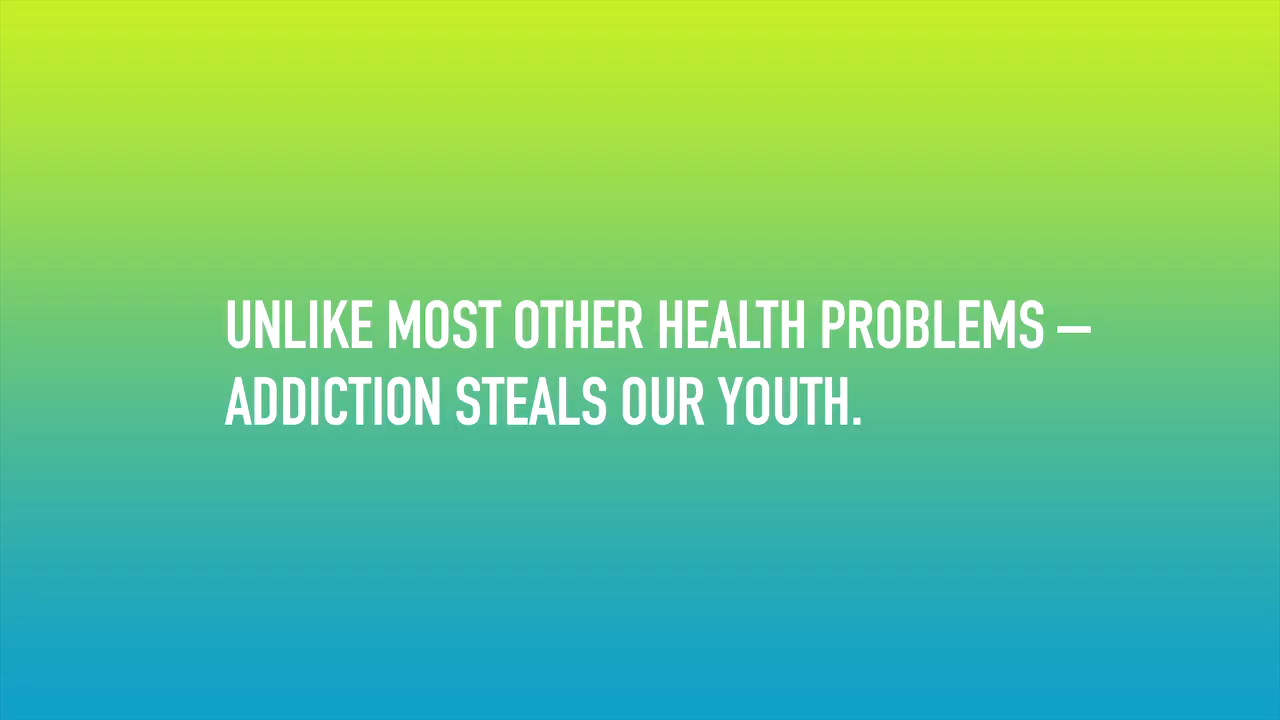 UNLIKE MOST OTHER HEALTH PROBLEMS –
ADDICTION STEALS OUR YOUTH.